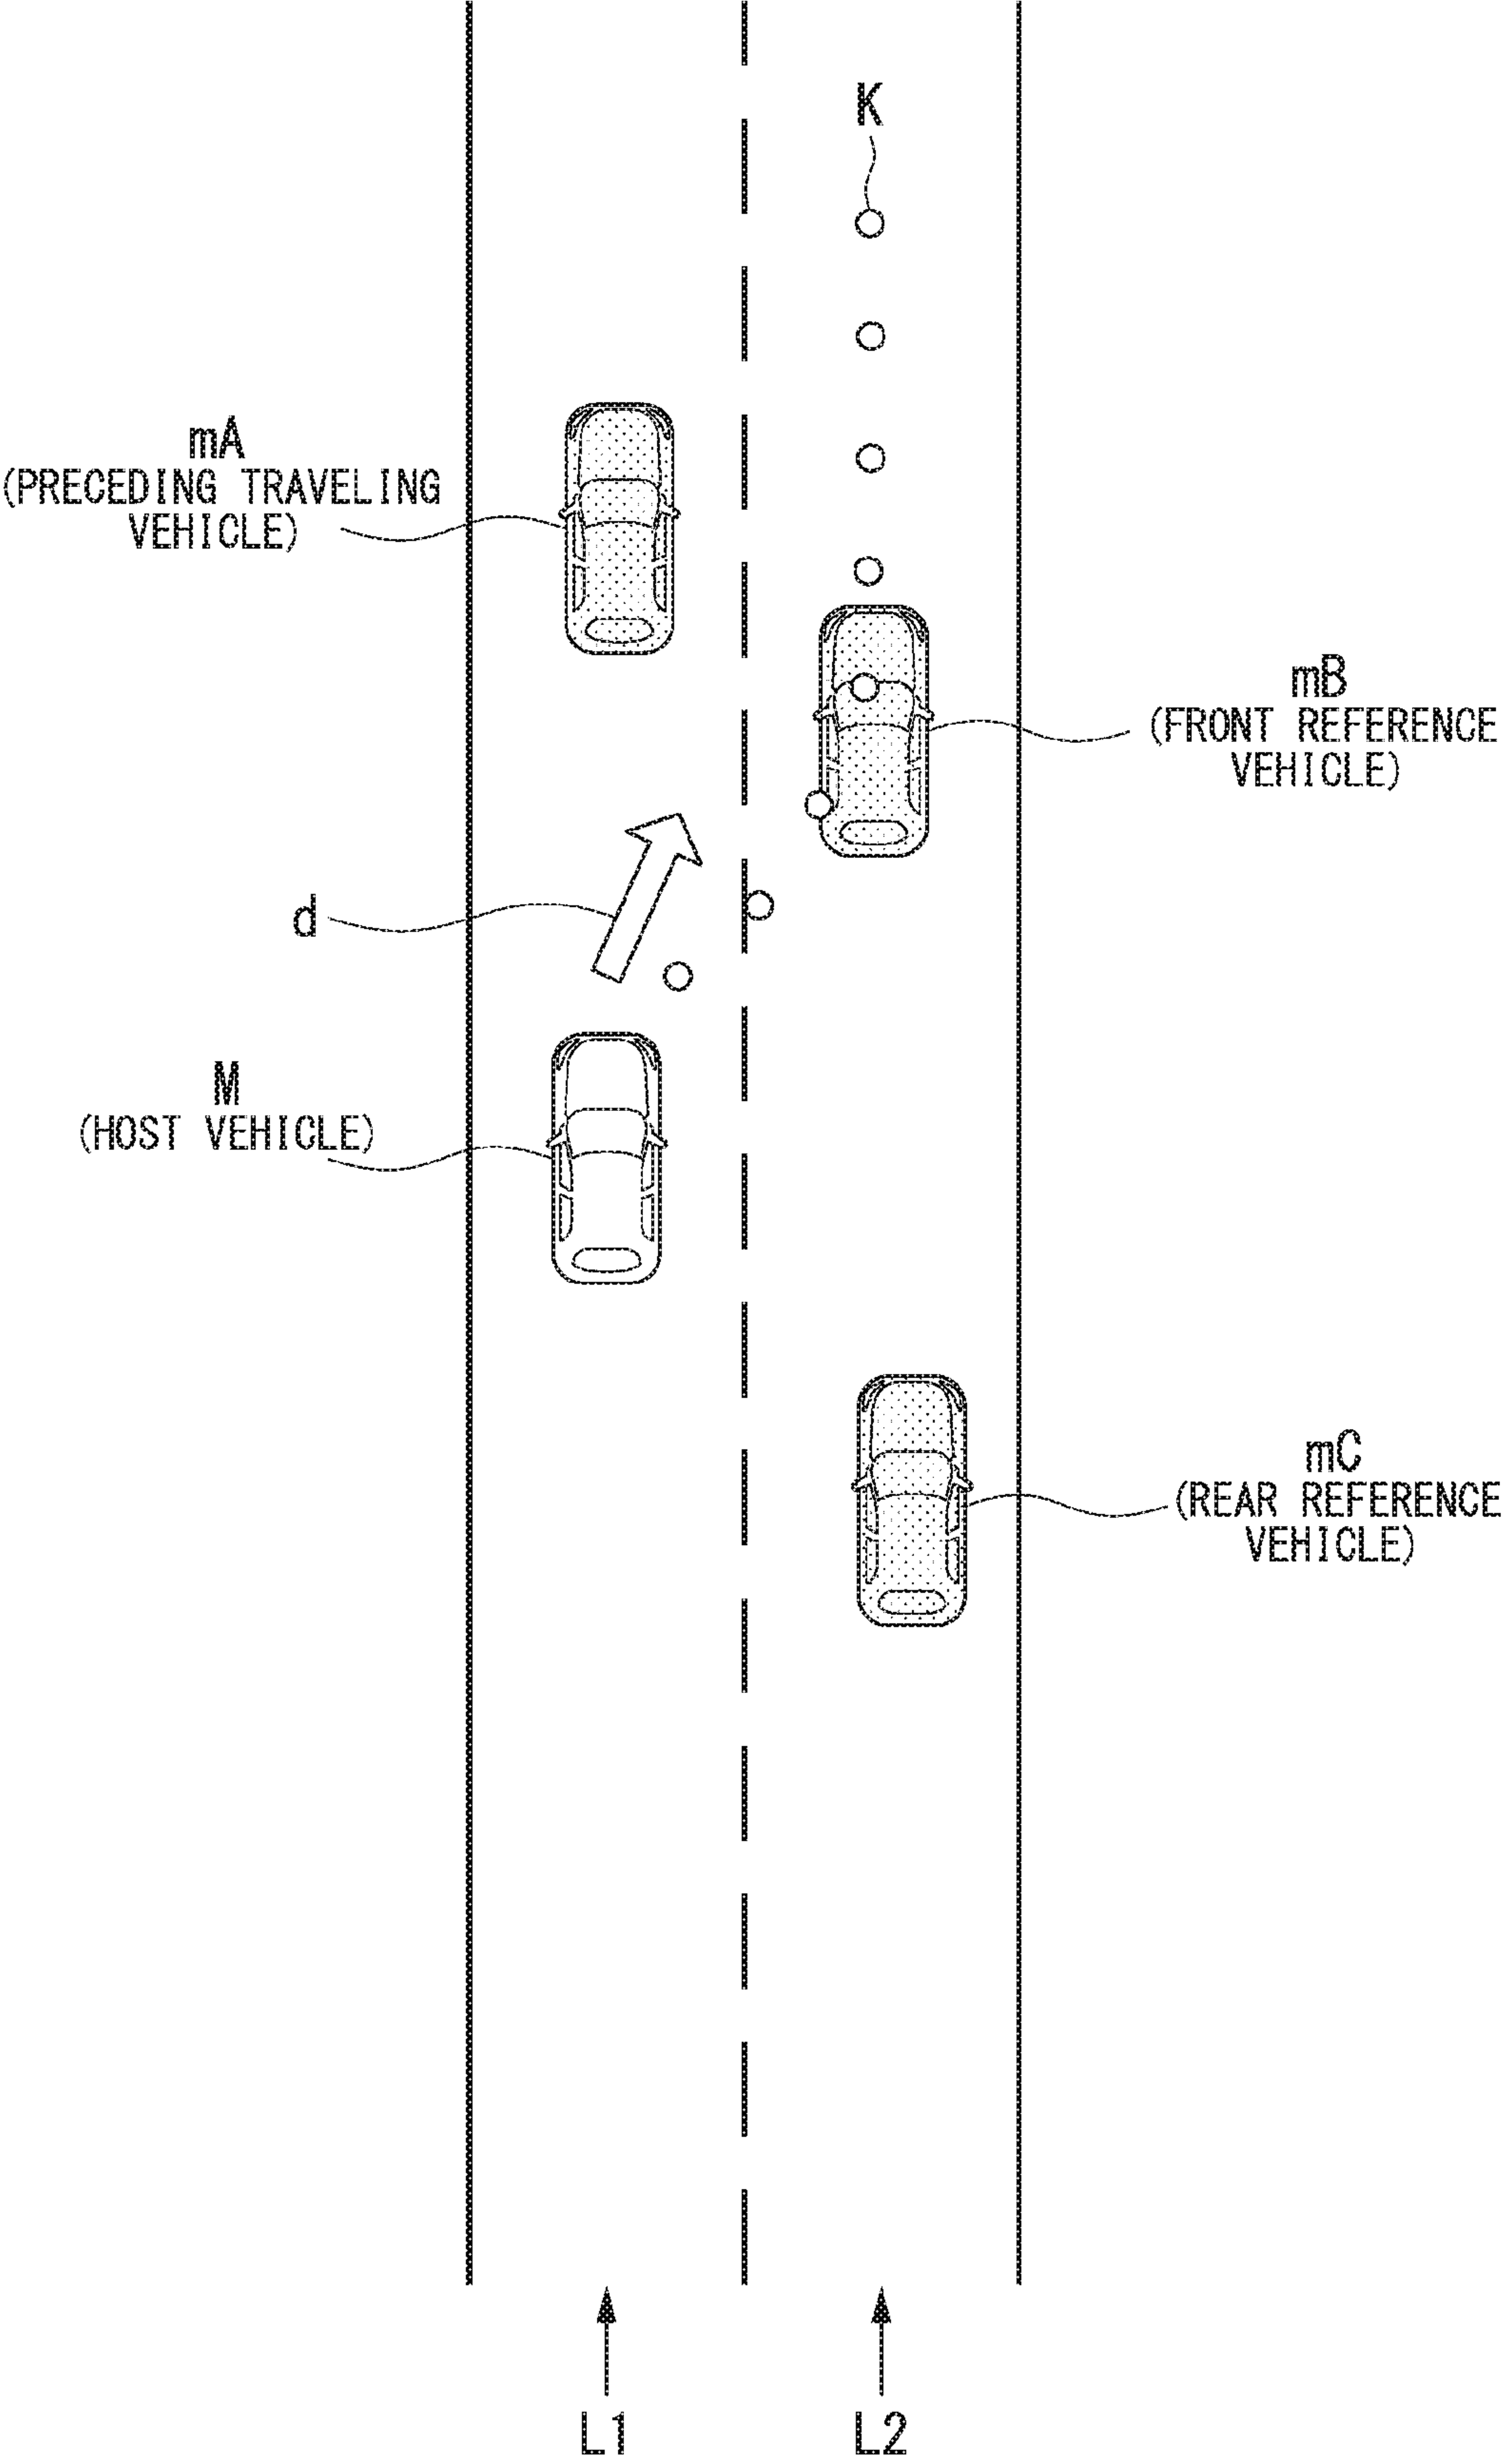 K
mA
(PRECEDING TRAVELING
VEHICLE)
mB
(FRONT REFERENCE
VEHICLE)
d
M
(HOST VEHICLE)
mC
(REAR REFERENCE
VEHICLE)
L1
L2